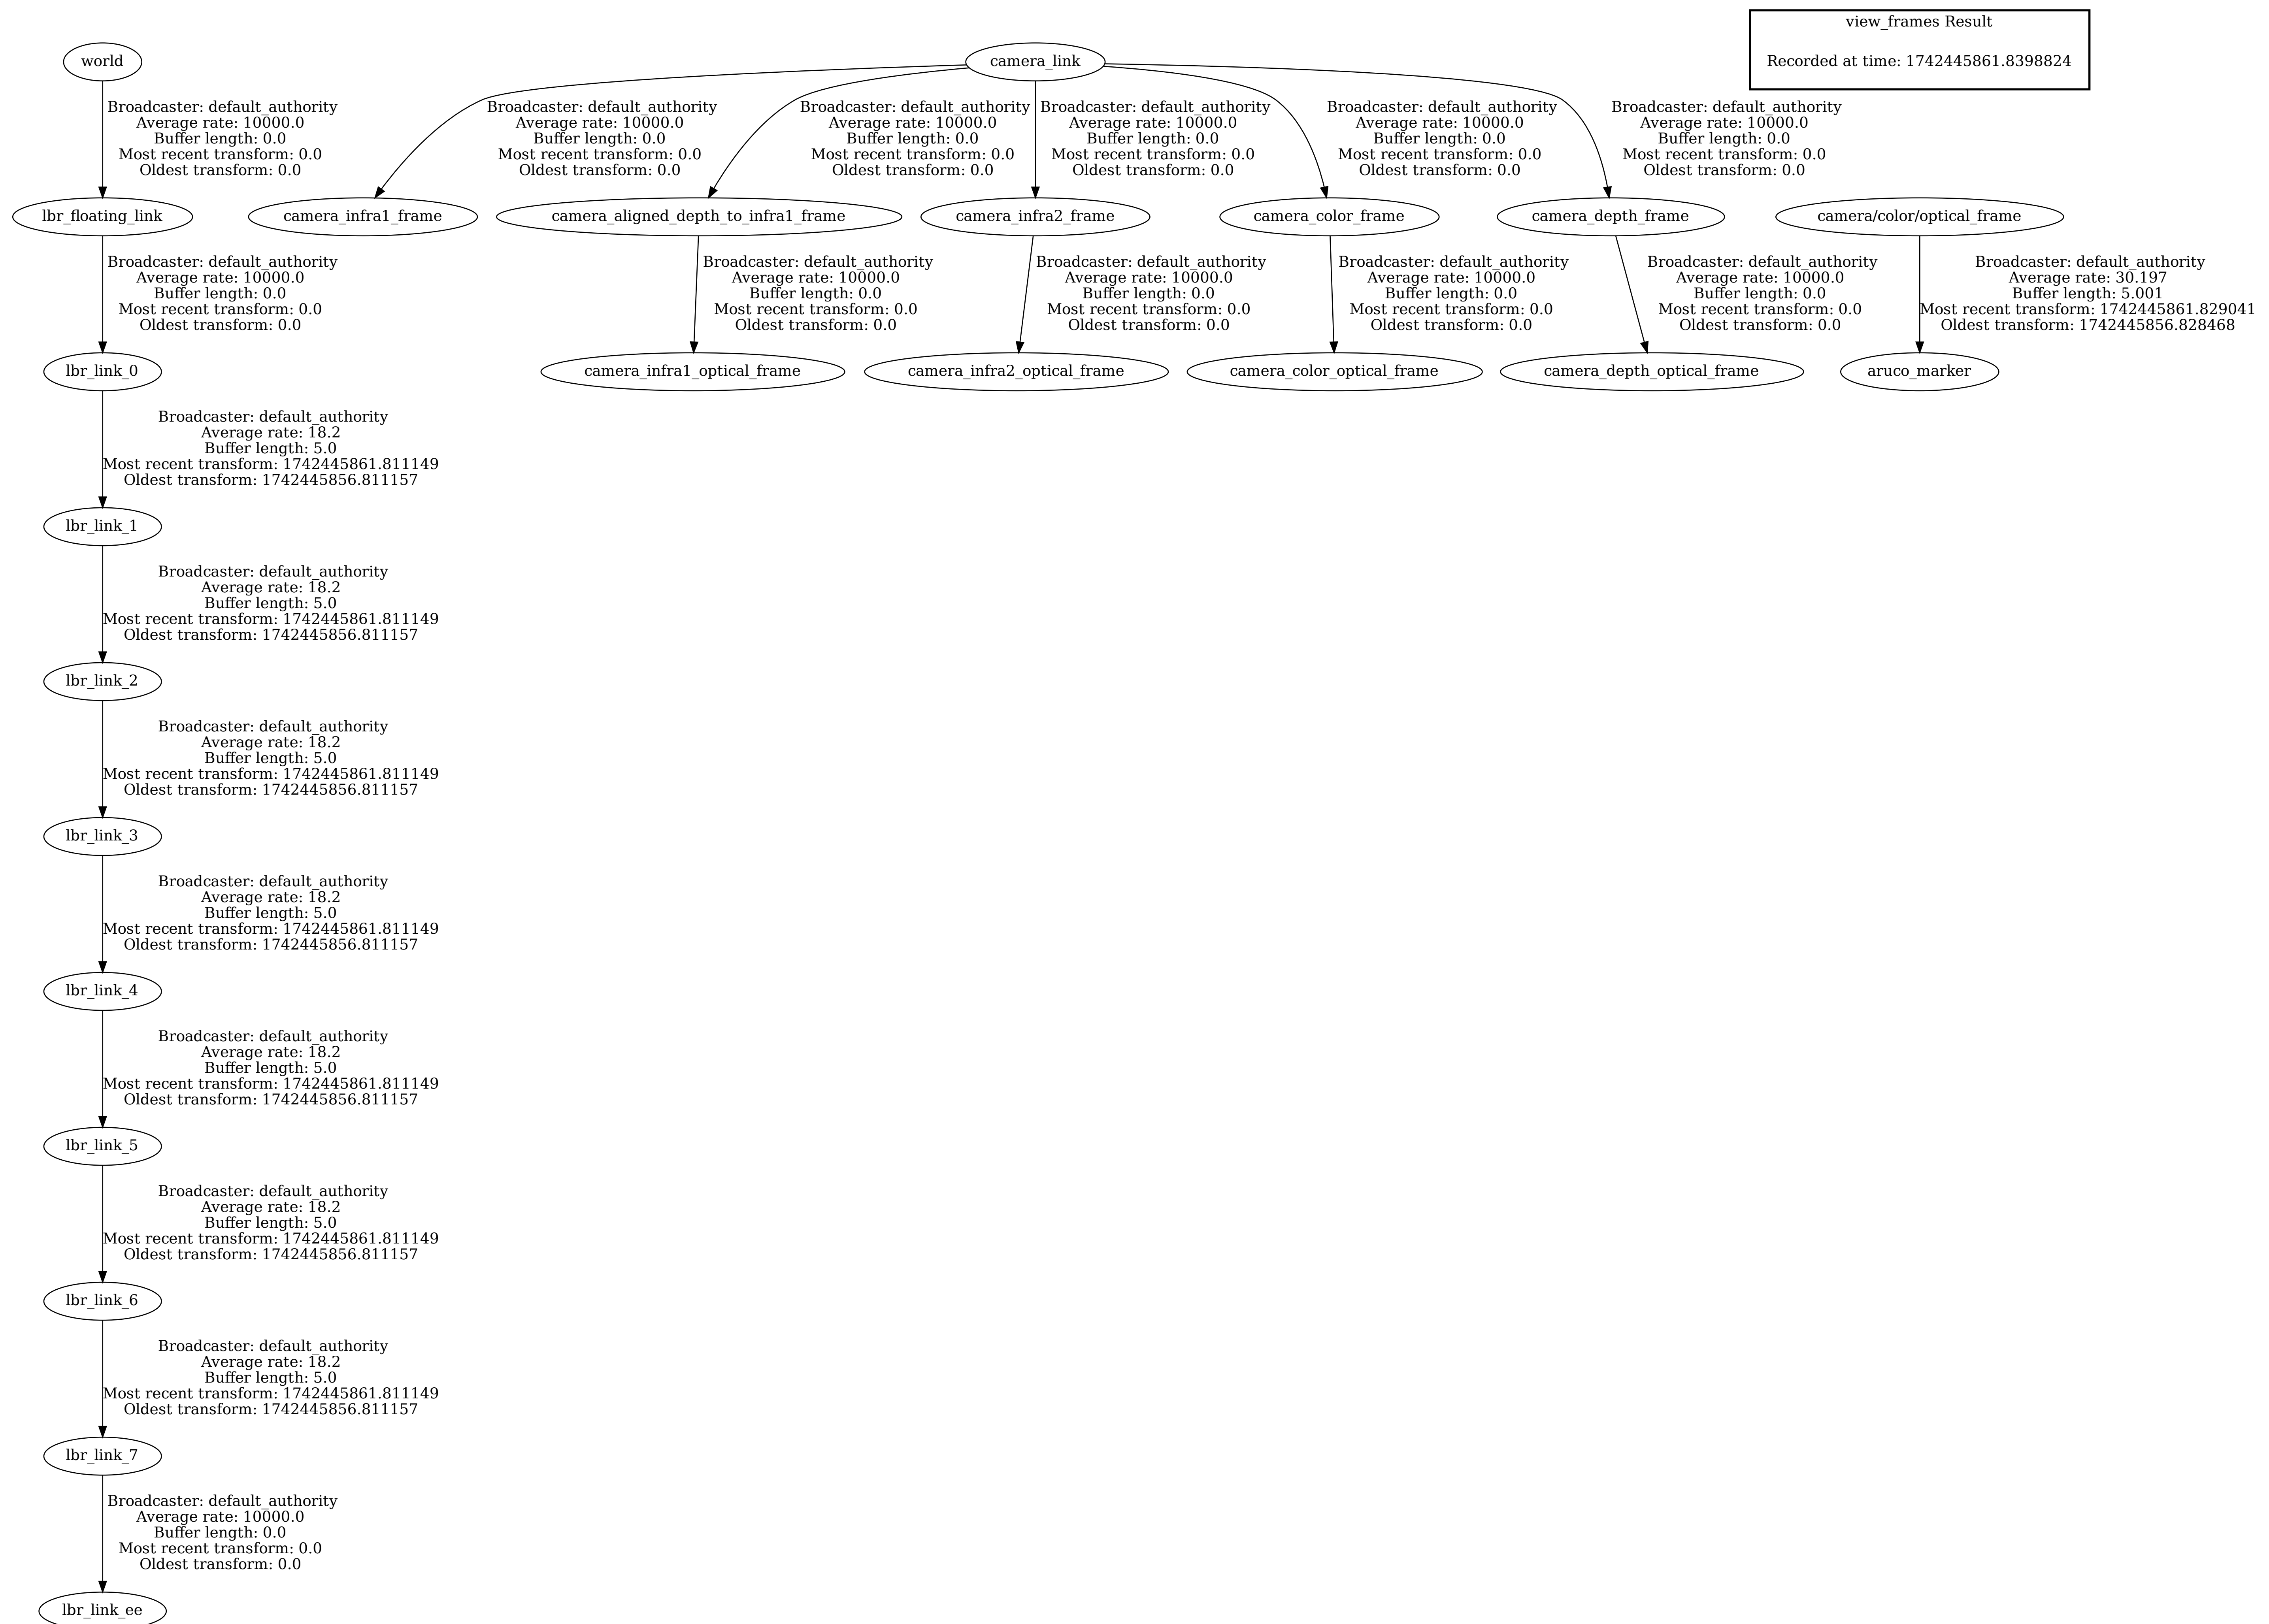 view_frames Result
Recorded at time: 1742445861.8398824
world
camera_link
Broadcaster: default_authority
Average rate: 10000.0
Buffer length: 0.0
Most recent transform: 0.0
Oldest transform: 0.0
Broadcaster: default_authority
Average rate: 10000.0
Buffer length: 0.0
Most recent transform: 0.0
Oldest transform: 0.0
Broadcaster: default_authority
Average rate: 10000.0
Buffer length: 0.0
Most recent transform: 0.0
Oldest transform: 0.0
Broadcaster: default_authority
Average rate: 10000.0
Buffer length: 0.0
Most recent transform: 0.0
Oldest transform: 0.0
Broadcaster: default_authority
Average rate: 10000.0
Buffer length: 0.0
Most recent transform: 0.0
Oldest transform: 0.0
Broadcaster: default_authority
Average rate: 10000.0
Buffer length: 0.0
Most recent transform: 0.0
Oldest transform: 0.0
lbr_floating_link
camera_infra1_frame
camera_aligned_depth_to_infra1_frame
camera_infra2_frame
camera_color_frame
camera_depth_frame
camera/color/optical_frame
Broadcaster: default_authority
Average rate: 10000.0
Buffer length: 0.0
Most recent transform: 0.0
Oldest transform: 0.0
Broadcaster: default_authority
Average rate: 10000.0
Buffer length: 0.0
Most recent transform: 0.0
Oldest transform: 0.0
Broadcaster: default_authority
Average rate: 10000.0
Buffer length: 0.0
Most recent transform: 0.0
Oldest transform: 0.0
Broadcaster: default_authority
Average rate: 10000.0
Buffer length: 0.0
Most recent transform: 0.0
Oldest transform: 0.0
Broadcaster: default_authority
Average rate: 10000.0
Buffer length: 0.0
Most recent transform: 0.0
Oldest transform: 0.0
Broadcaster: default_authority
Average rate: 30.197
Buffer length: 5.001
Most recent transform: 1742445861.829041
Oldest transform: 1742445856.828468
lbr_link_0
camera_infra1_optical_frame
camera_infra2_optical_frame
camera_color_optical_frame
camera_depth_optical_frame
aruco_marker
Broadcaster: default_authority
Average rate: 18.2
Buffer length: 5.0
Most recent transform: 1742445861.811149
Oldest transform: 1742445856.811157
lbr_link_1
Broadcaster: default_authority
Average rate: 18.2
Buffer length: 5.0
Most recent transform: 1742445861.811149
Oldest transform: 1742445856.811157
lbr_link_2
Broadcaster: default_authority
Average rate: 18.2
Buffer length: 5.0
Most recent transform: 1742445861.811149
Oldest transform: 1742445856.811157
lbr_link_3
Broadcaster: default_authority
Average rate: 18.2
Buffer length: 5.0
Most recent transform: 1742445861.811149
Oldest transform: 1742445856.811157
lbr_link_4
Broadcaster: default_authority
Average rate: 18.2
Buffer length: 5.0
Most recent transform: 1742445861.811149
Oldest transform: 1742445856.811157
lbr_link_5
Broadcaster: default_authority
Average rate: 18.2
Buffer length: 5.0
Most recent transform: 1742445861.811149
Oldest transform: 1742445856.811157
lbr_link_6
Broadcaster: default_authority
Average rate: 18.2
Buffer length: 5.0
Most recent transform: 1742445861.811149
Oldest transform: 1742445856.811157
lbr_link_7
Broadcaster: default_authority
Average rate: 10000.0
Buffer length: 0.0
Most recent transform: 0.0
Oldest transform: 0.0
lbr_link_ee